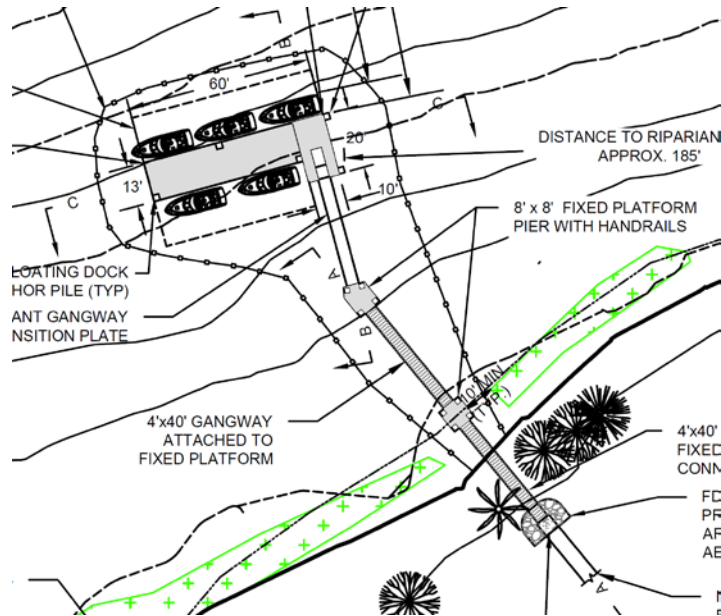 B
60'
C
20
DISTANCE TO RIPARIAN
APPROX. 185'
13'
10'
C
8' x 8' FIXED PLATFORM
PIER WITH HANDRAILS
LOATING DOCK
HOR PILE (TYP)
A
ANT GANGWAY
NSITION PLATE
B
10' MIN
(TYP.)
4'x40' GANGWAY
ATTACHED TO
FIXED PLATFORM
4'x40'
FIXED
CONN
FD
PR
AR
AE
A